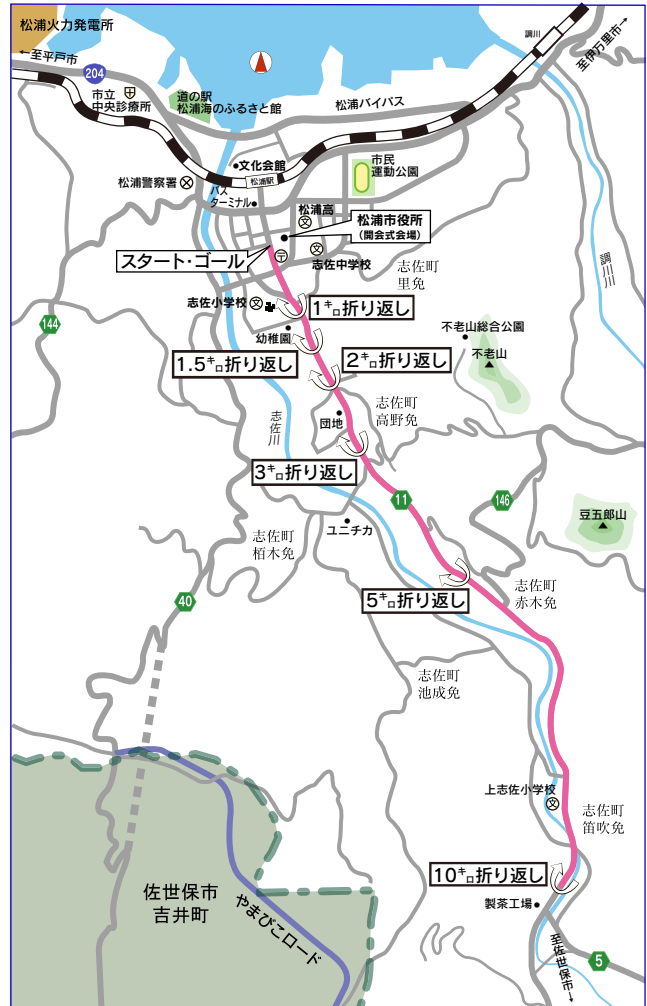 松浦火力発電所
←至平戸市
204
市立
中央診療所
道の駅
松浦海のふるさと館
松浦バイパス
調川
至伊万里市→
文化会館
松浦警察署
松浦駅
バス
ターミナル
市民
運動公園
松浦高
文
松浦市役所
(開会式会場)
スタート・ゴール
〒
文
志佐中学校
志佐町
里免
調川川
志佐小学校
文
1キロ折り返し
144
幼稚園
不老山総合公園
不老山
1.5キロ折り返し
2キロ折り返し
志佐川
団地
志佐町
高野免
3キロ折り返し
11
146
豆五郎山
ユニチカ
志佐町
栢木免
5キロ折り返し
志佐町
赤木免
40
志佐町
池成免
上志佐小学校
文
志佐町
笛吹免
10キロ折り返し
製茶工場
佐世保市
吉井町
やまびこロード
至佐世保市→
5